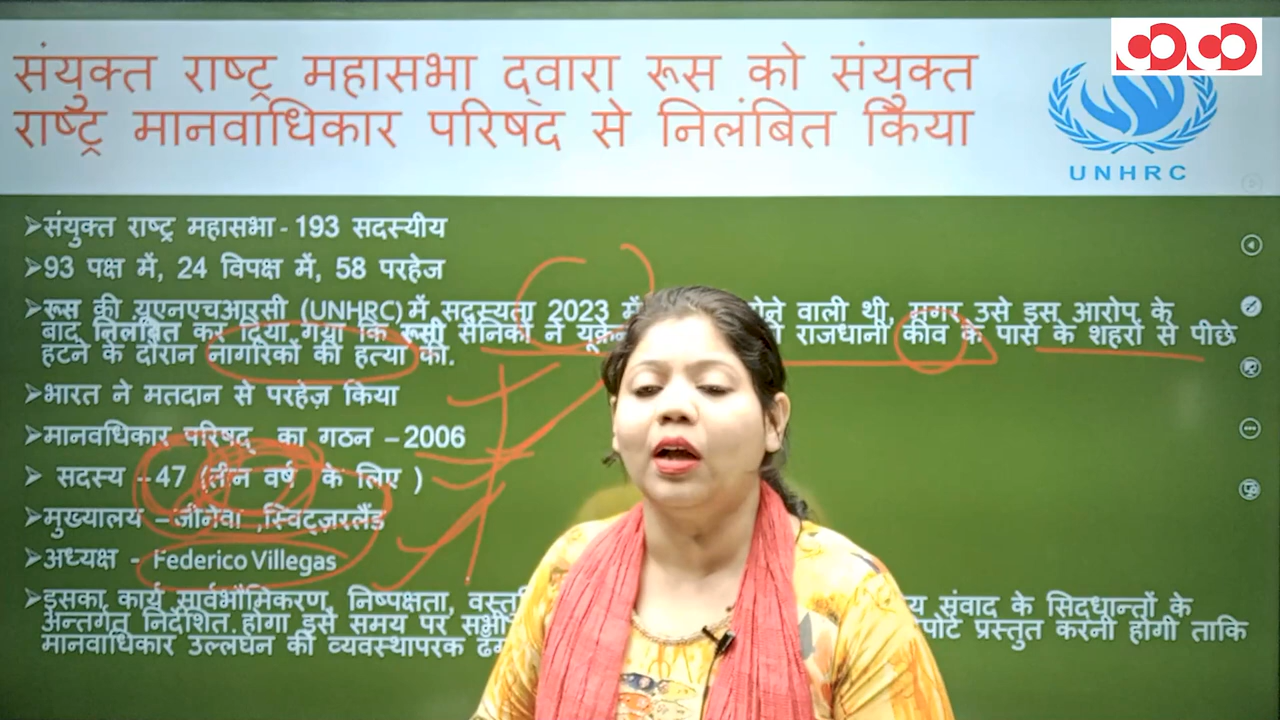 संयुक्त राष्ट्र महासभा द्वारा रूस को संयुक्त
राष्ट्र मानवाधिकार परिषद से निलंबित किया
UNHRC
➢संयुक्त राष्ट्र महासभा - 193 सदस्यीय
➢93 पक्ष में, 24 विपक्ष में, 58 परहेज
➢रूस की यूएनएचआरसी (UNHRC) में सदस्यता 2023 में होने वाली थी, मगर उसे इस आरोप के
बाद निलंबित कर दिया गया कि रूसी सैनिकों ने राजधानी कीव के पास के शहरों से पीछे
हटने के दौरान नागरिकों की हत्या की.
➢भारत ने मतदान से परहेज़ किया
➢मानवधिकार परिषद् का गठन – 2006
➢ सदस्य – 47 (तीन वर्ष के लिए )
➢मुख्यालय – जीनेवा ,स्विट्ज़रलैंड
➢अध्यक्ष - Federico Villegas
➢इसका कार्य सार्वभौमिकरण, निष्पक्षता, संवाद के सिद्धान्तों के
अन्तर्गत निर्देशित होगा इसे समय पर सभी प्रस्तुत करनी होगी ताकि
मानवाधिकार उल्लघंन की व्यवस्थापरक